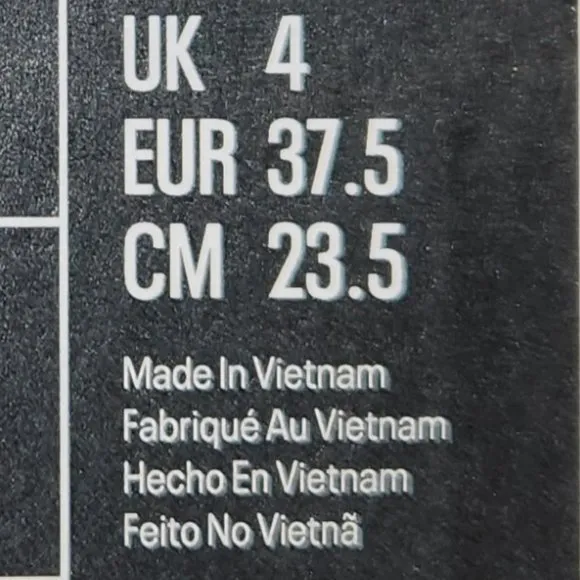 UK 4
EUR 37.5
CM 23.5
Made In Vietnam
Fabriqué Au Vietnam
Hecho En Vietnam
Feito No Vietnã